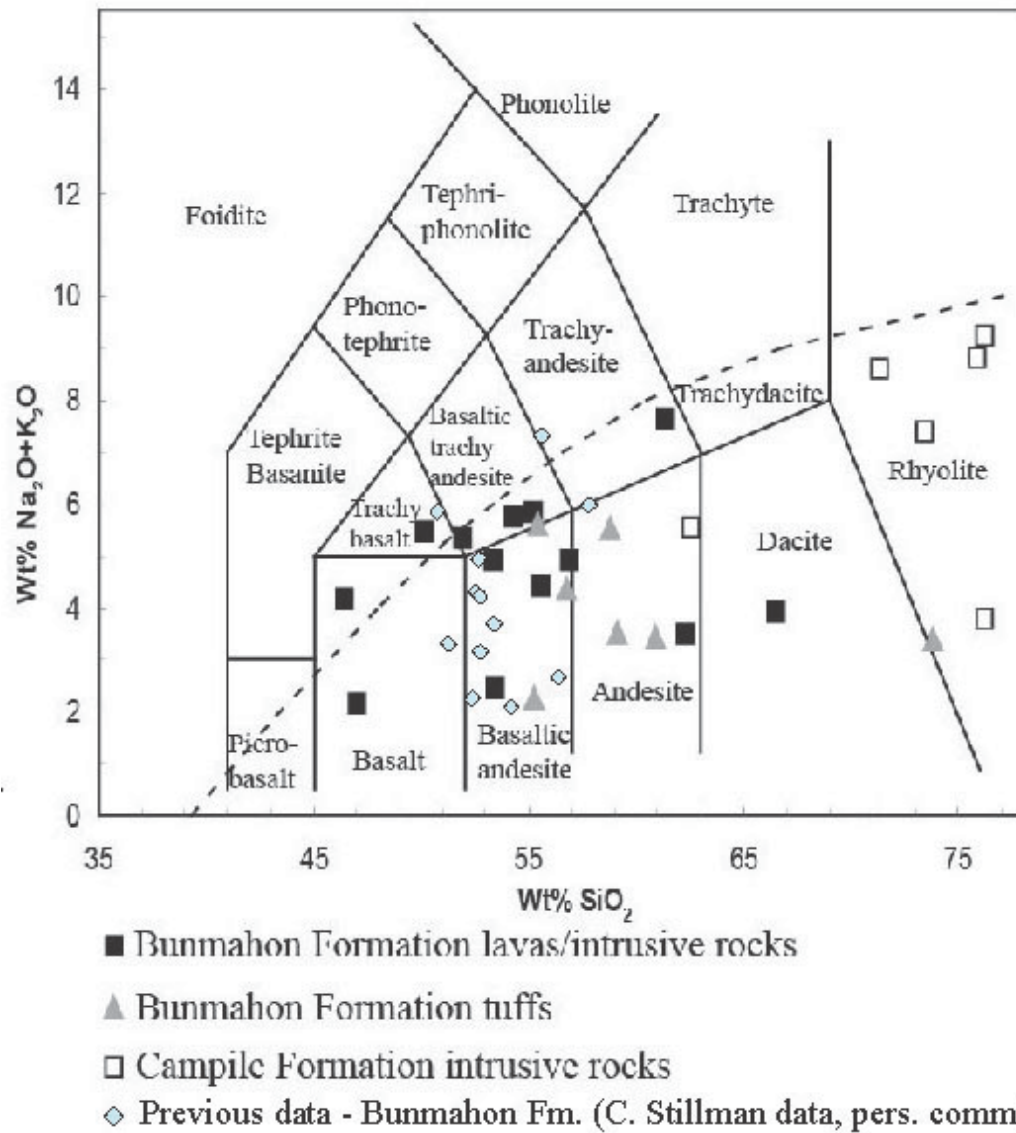 Wt% Na₂O+K₂O
14
12
10
8
6
4
2
0
35
45
55
65
75
Wt% SiO₂
Phonolite
Foidite
Tephri-
phonolite
Trachyte
Phono-
tephrite
Trachy-
andesite
Trachydacite
Tephrite
Basanite
Basaltic
trachy
andesite
Rhyolite
Trachy
basalt
Dacite
Andesite
Picro-
basalt
Basalt
Basaltic
andesite
Bunmahon Formation lavas/intrusive rocks
Bunmahon Formation tuffs
Campile Formation intrusive rocks
Previous data - Bunmahon Fm. (C. Stillman data, pers. comm